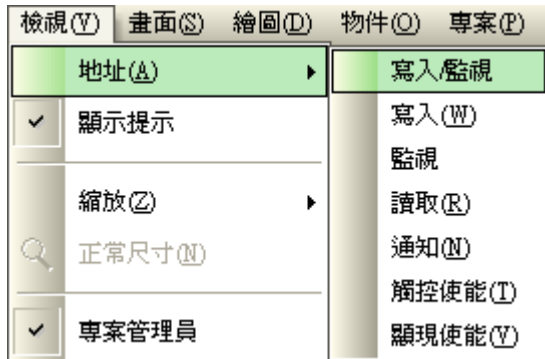 檢視(V) 畫面(S) 繪圖(D) 物件(O) 專案(P)
地址(A)
顯示提示
縮放(Z)
正常尺寸(N)
專案管理員
寫入/監視
寫入(W)
監視
讀取(R)
通知(N)
觸控使能(T)
顯現使能(V)